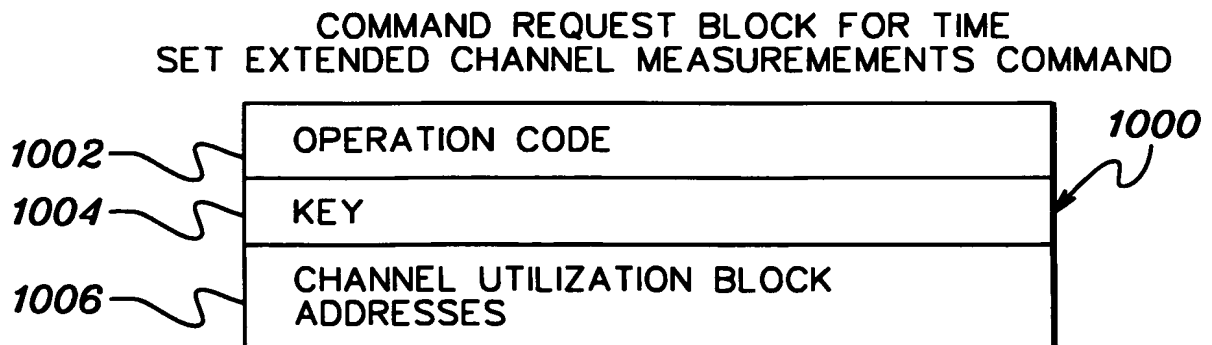 COMMAND REQUEST BLOCK FOR TIME
SET EXTENDED CHANNEL MEASUREMEMENTS COMMAND
1002
OPERATION CODE
1000
1004
KEY
1006
CHANNEL UTILIZATION BLOCK
ADDRESSES